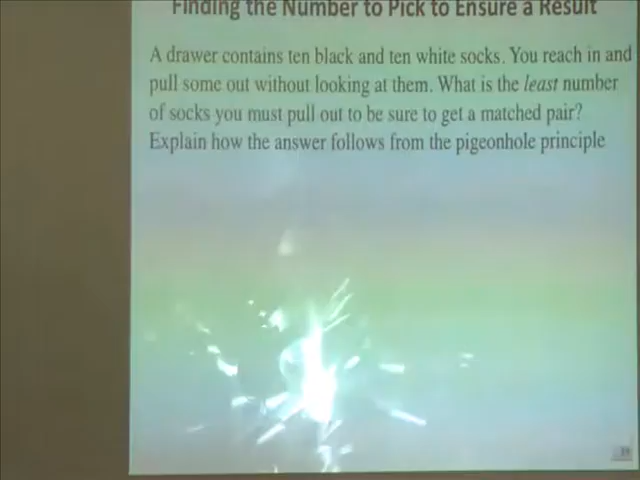 Finding the Number to Pick to Ensure a Result
A drawer contains ten black and ten white socks. You reach in and
pull some out without looking at them. What is the least number
of socks you must pull out to be sure to get a matched pair?
Explain how the answer follows from the pigeonhole principle